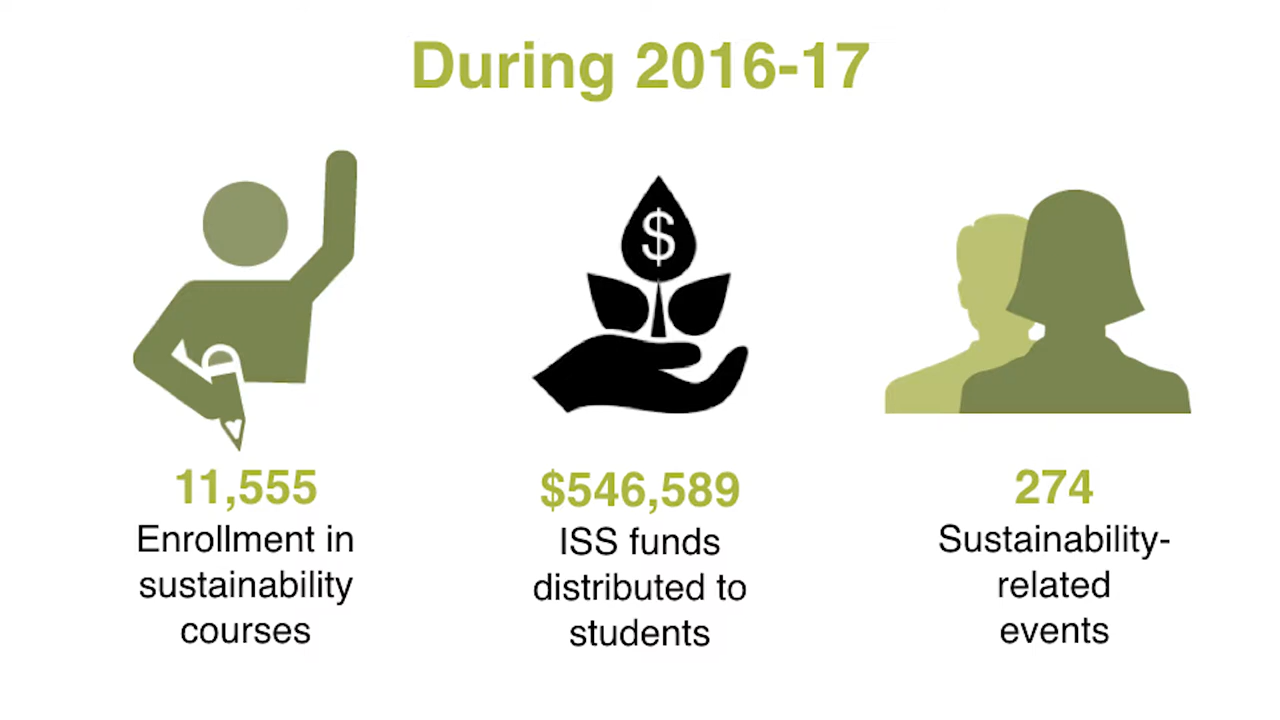 During 2016-17
$
11,555
Enrollment in
sustainability
courses
$546,589
ISS funds
distributed to
students
274
Sustainability-
related
events